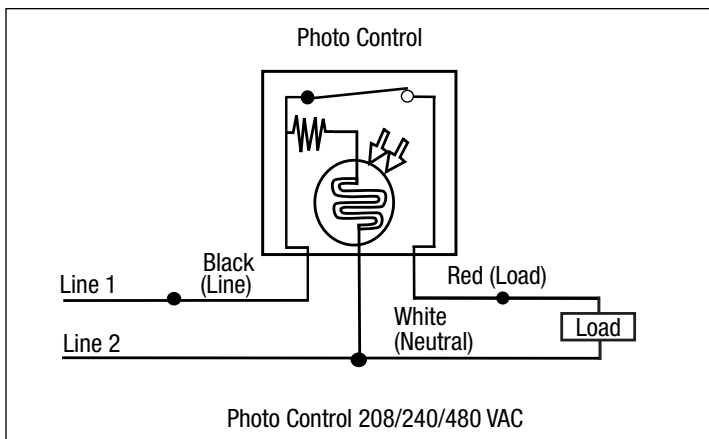 Photo Control
Black
(Line)
Line 1
Red (Load)
White
(Neutral)
Load
Line 2
Photo Control 208/240/480 VAC